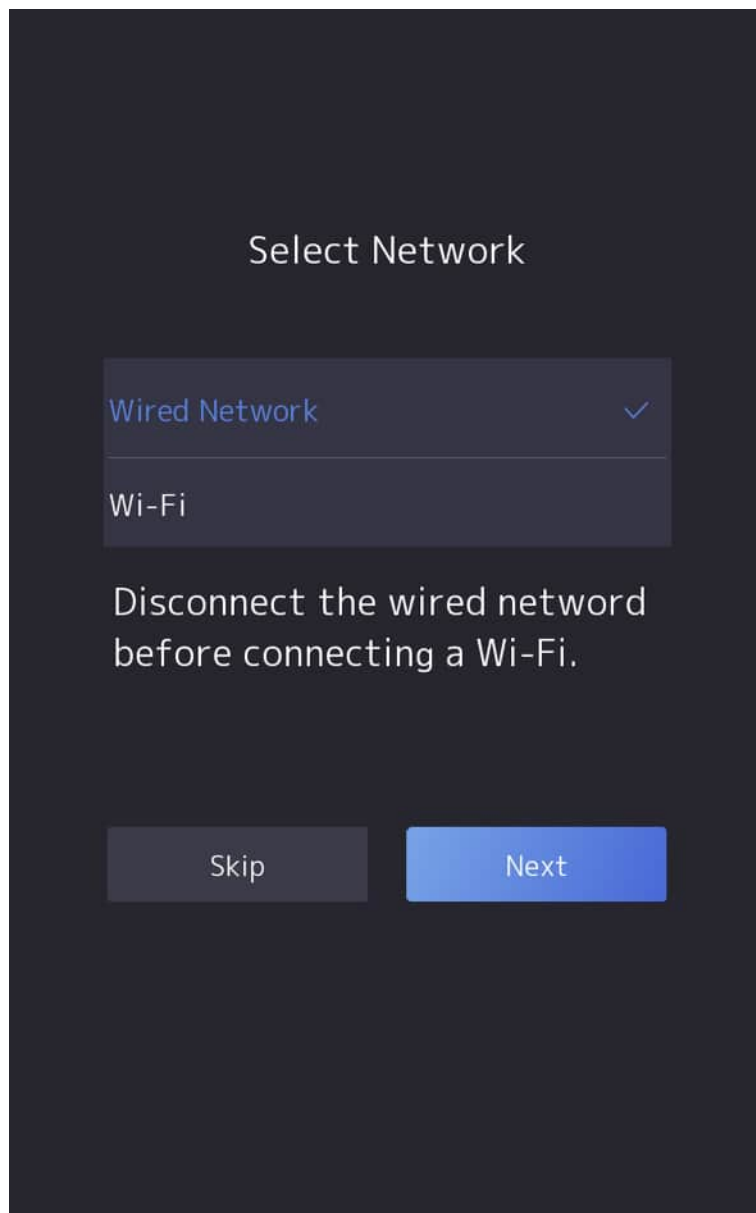 Select Network
Wired Network
Wi-Fi
Disconnect the wired netword
before connecting a Wi-Fi.
Skip
Next